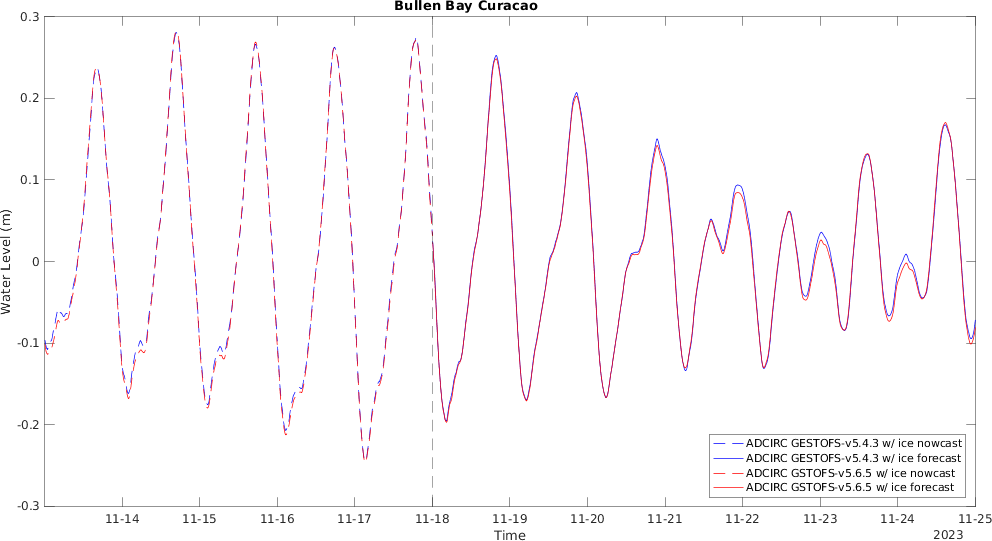 Bullen Bay Curacao
0.3
0.2
0.1
0
-0.1
-0.2
-0.3
Water Level (m)
ADCIRC GESTOFS-v5.4.3 w/ ice nowcast
ADCIRC GESTOFS-v5.4.3 w/ ice forecast
ADCIRC GSTOFS-v5.6.5 w/ ice nowcast
ADCIRC GSTOFS-v5.6.5 w/ ice forecast
11-14 11-15 11-16 11-17 11-18 11-19 11-20 11-21 11-22 11-23 11-24 11-25
Time
2023